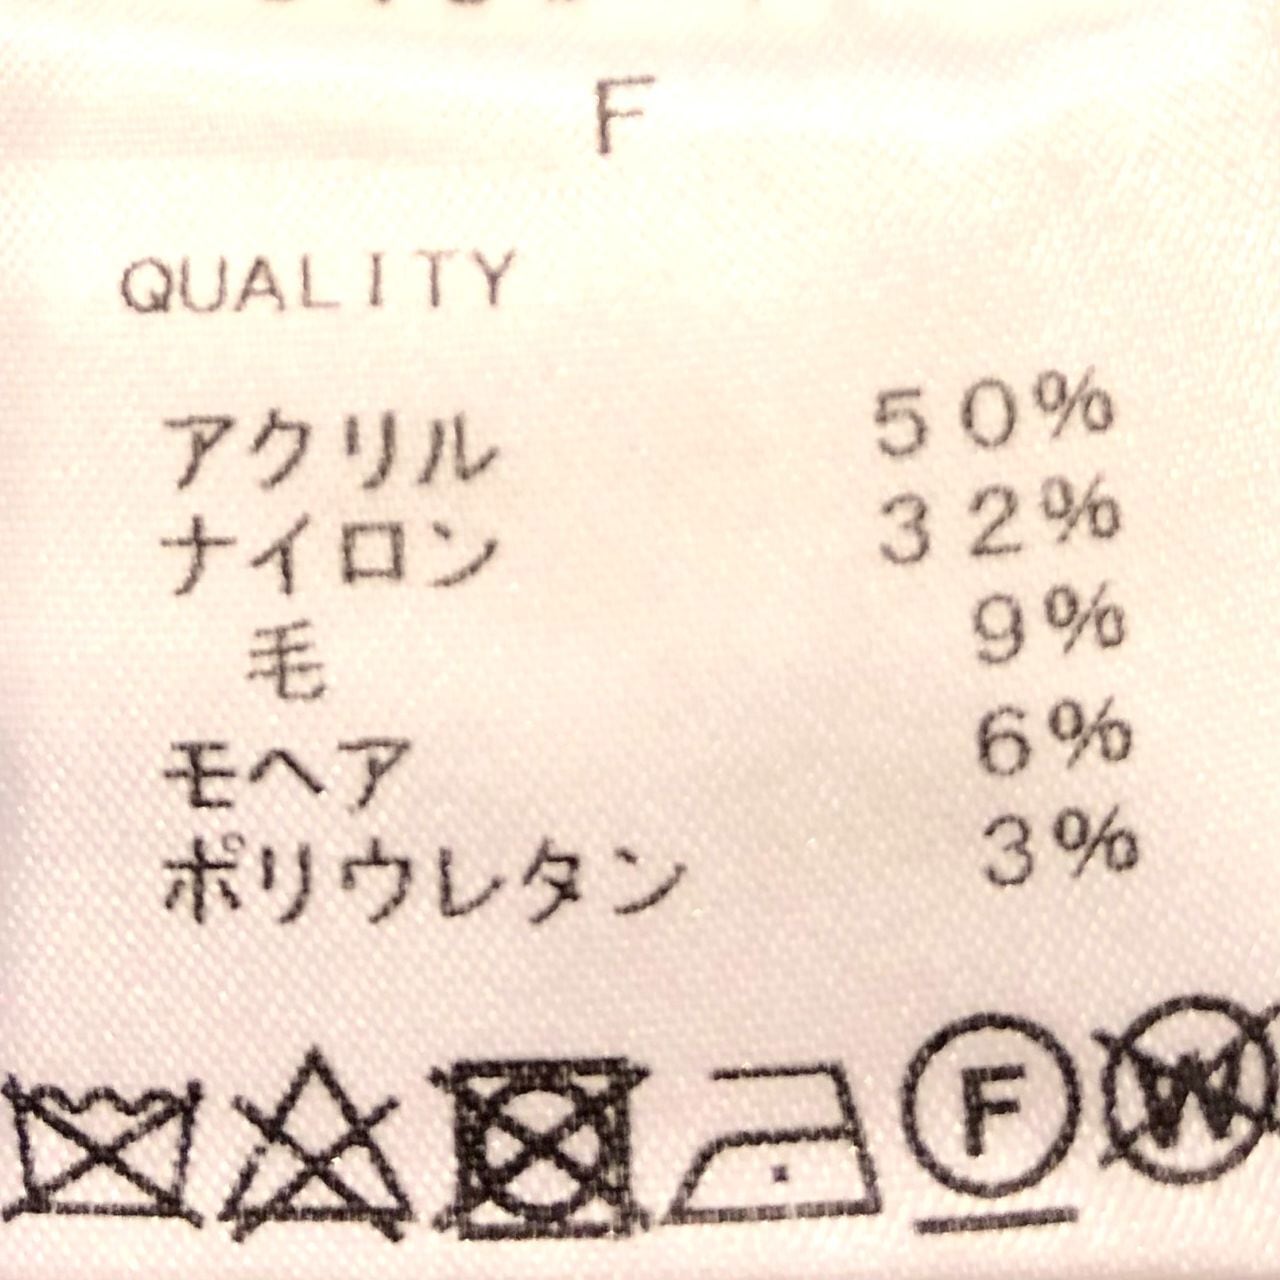 F
QUALITY
アクリル 50%
ナイロン 32%
毛 9%
モヘア 6%
ポリウレタン 3%
F W